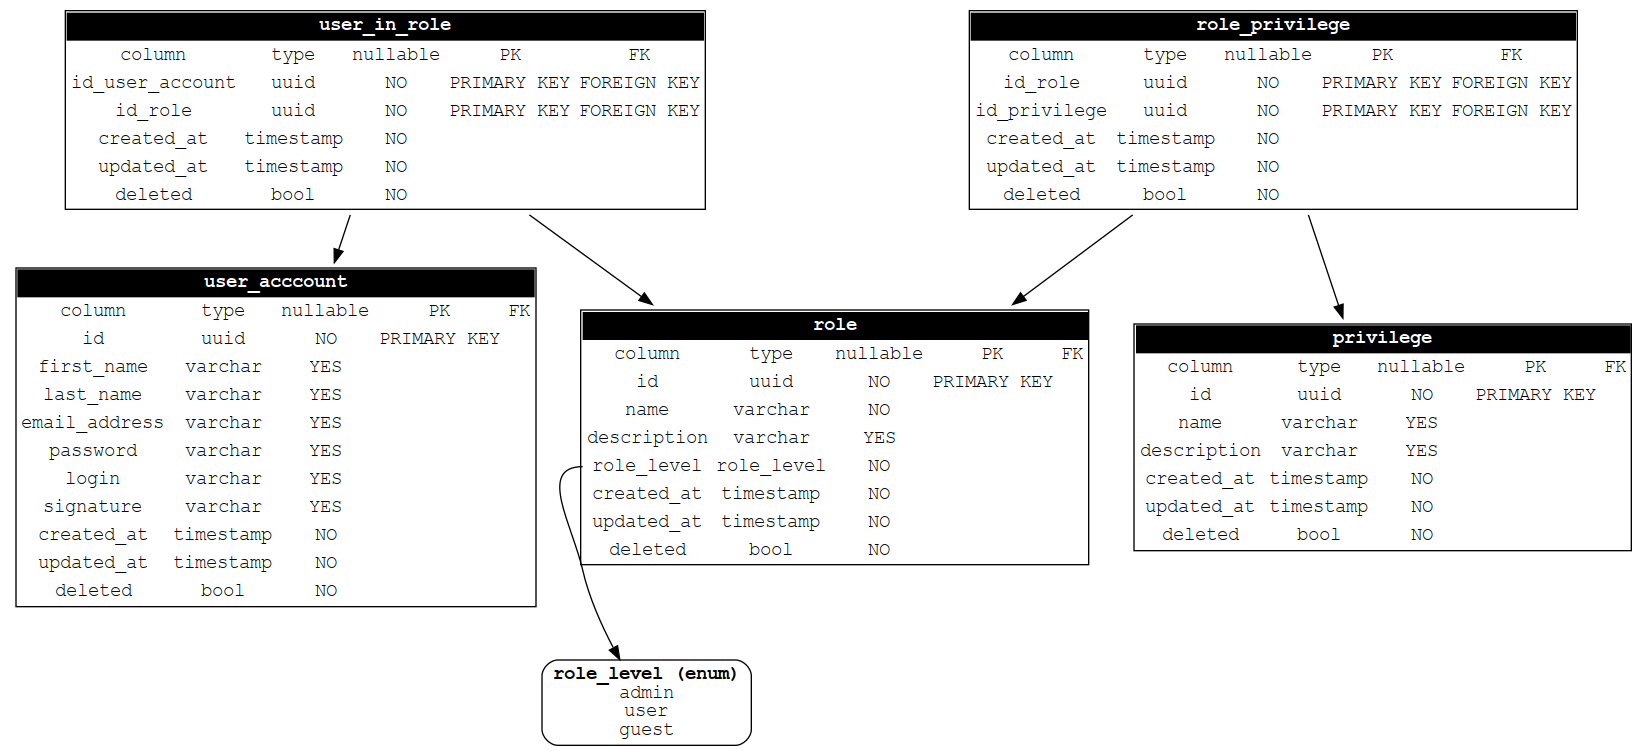 user_in_role
column type nullable PK FK
id_user_account uuid NO PRIMARY KEY FOREIGN KEY
id_role uuid NO PRIMARY KEY FOREIGN KEY
created_at timestamp NO
updated_at timestamp NO
deleted bool NO
role_privilege
column type nullable PK FK
id_role uuid NO PRIMARY KEY FOREIGN KEY
id_privilege uuid NO PRIMARY KEY FOREIGN KEY
created_at timestamp NO
updated_at timestamp NO
deleted bool NO
user_acccount
column type nullable PK FK
id uuid NO PRIMARY KEY
first_name varchar YES
last_name varchar YES
email_address varchar YES
password varchar YES
login varchar YES
signature varchar YES
created_at timestamp NO
updated_at timestamp NO
deleted bool NO
role
column type nullable PK FK
id uuid NO PRIMARY KEY
name varchar NO
description varchar YES
role_level role_level NO
created_at timestamp NO
updated_at timestamp NO
deleted bool NO
privilege
column type nullable PK FK
id uuid NO PRIMARY KEY
name varchar YES
description varchar YES
created_at timestamp NO
updated_at timestamp NO
deleted bool NO
role_level (enum)
admin
user
guest